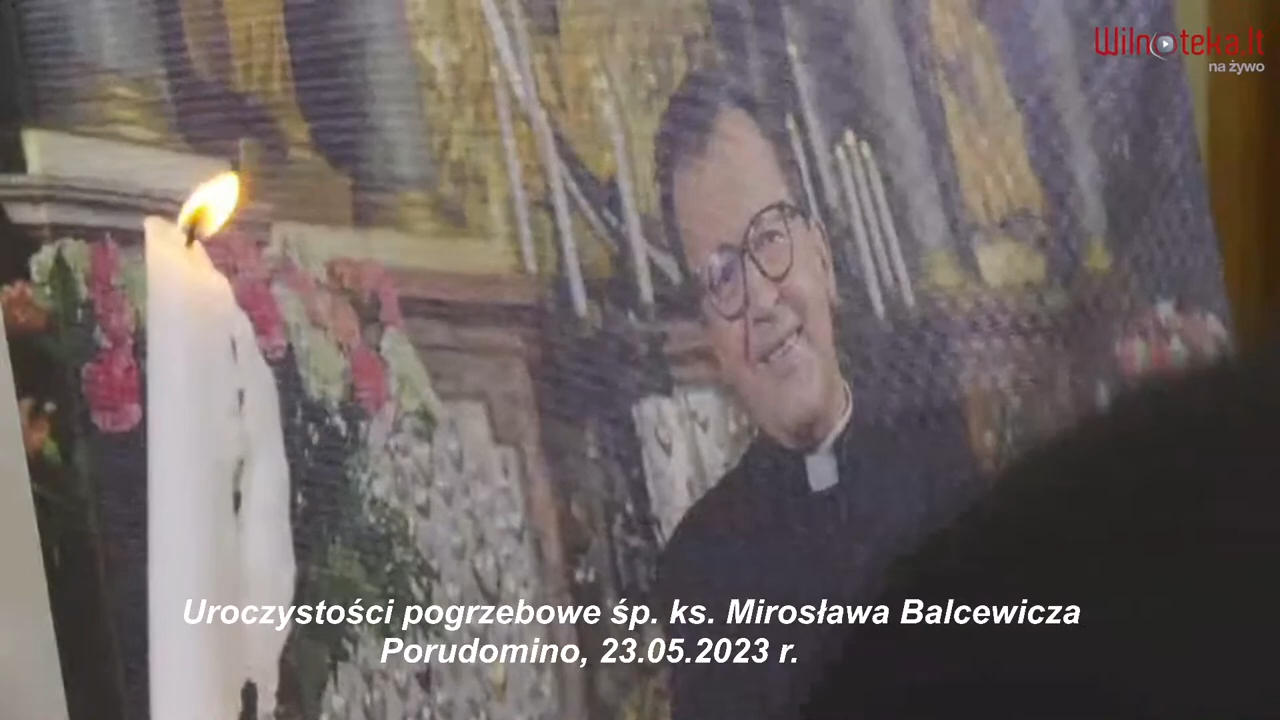 Wilnoteka.lt
na żywo
Uroczystości pogrzebowe śp. ks. Mirosława Balcewicza
Porudomino, 23.05.2023 r.